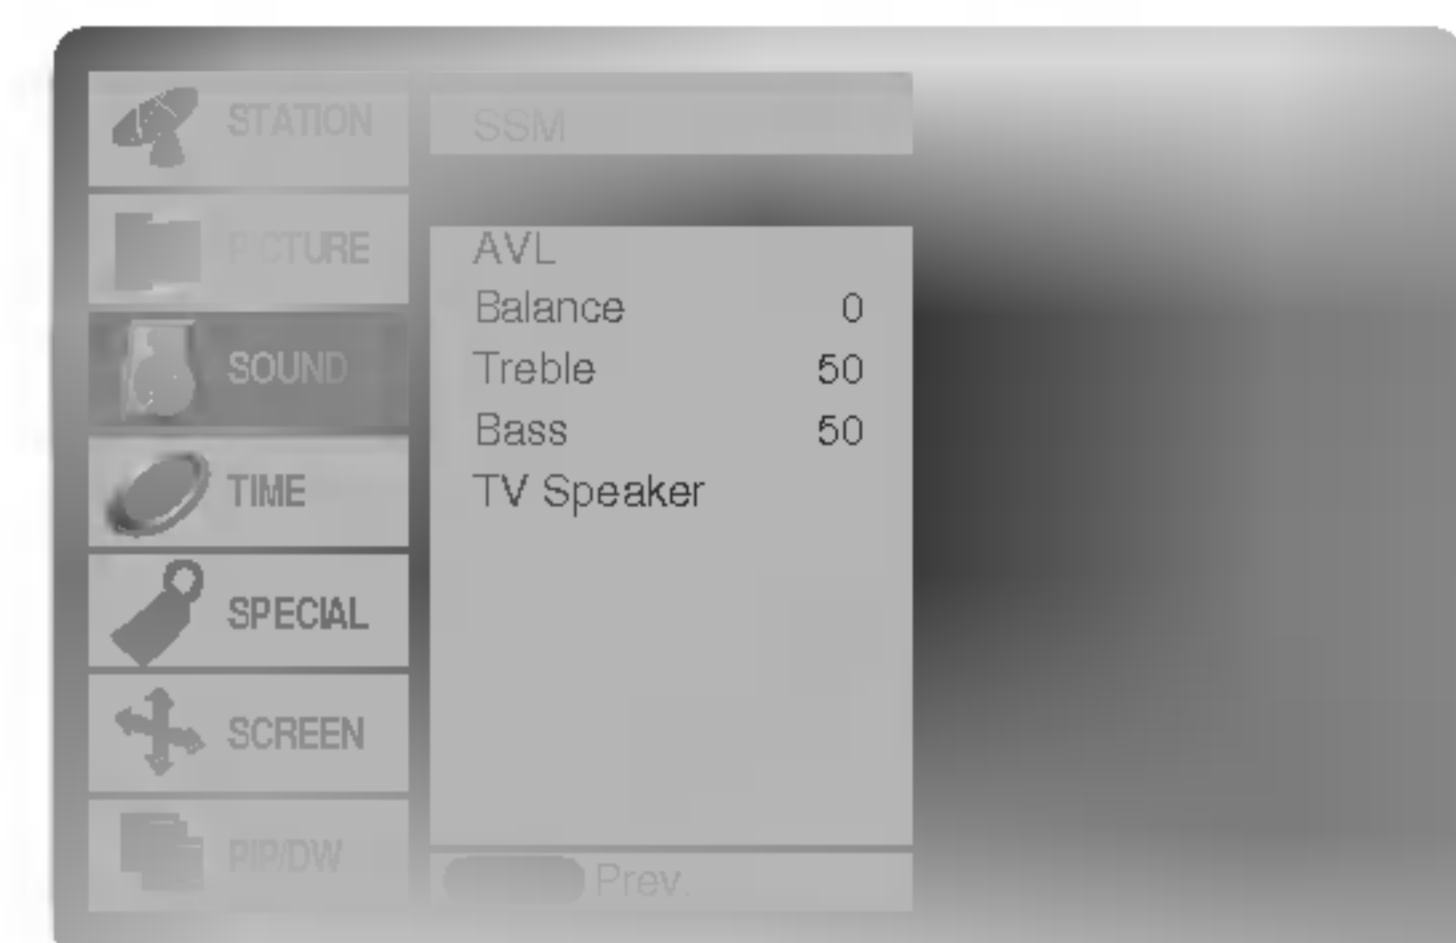 STATION
PICTURE
SOUND
TIME
SPECIAL
SCREEN
PIP/DW
SSM
AVL
Balance 0
Treble 50
Bass 50
TV Speaker
Prev.